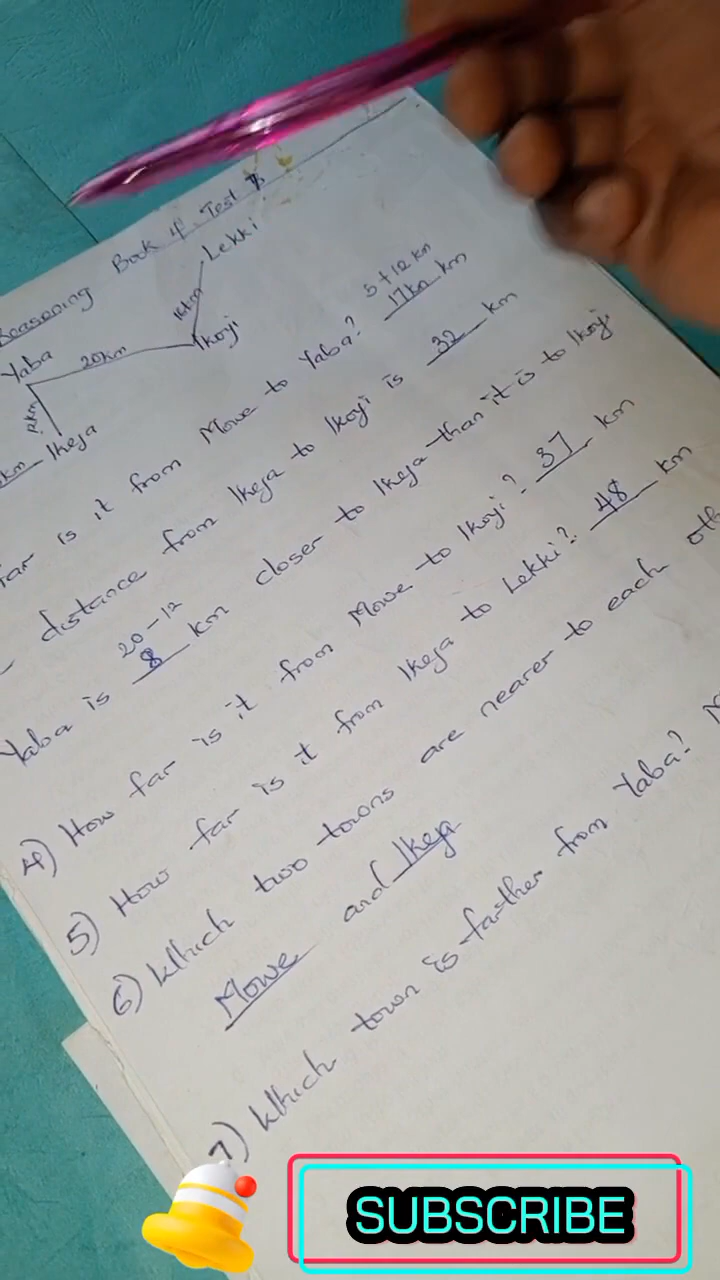 Reasoning Book 4 Test
Lekki
16km
Yaba
20km
Ikoyi
12km
km Ikeja
5 + 12 km
far is it from Mowe to Yaba? 17km km
distance from Ikeja to Ikoyi is 32 km
20-12
Yaba is 8 km closer to Ikeja than it is to Ikoyi
4) How far is it from Mowe to Ikoyi? 37 km
5) How far is it from Ikeja to Lekki? 48 km
6) Which two towns are nearer to each oth
Mowe and Ikeja
7) Which town is farther from Yaba? M
SUBSCRIBE